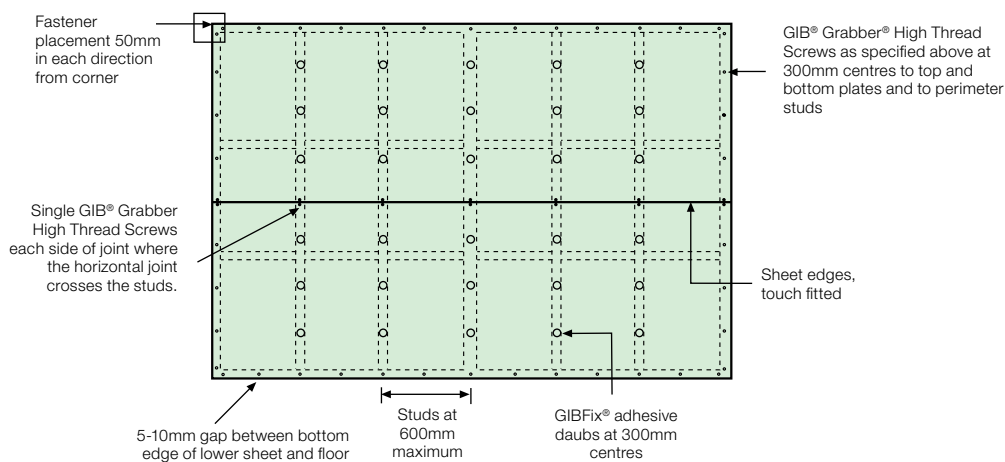 Fastener
placement 50mm
in each direction
from corner
GIB® Grabber® High Thread
Screws as specified above at
300mm centres to top and
bottom plates and to perimeter
studs
Single GIB® Grabber
High Thread Screws
each side of joint where
the horizontal joint
crosses the studs.
Sheet edges,
touch fitted
5-10mm gap between bottom
edge of lower sheet and floor
Studs at
600mm
maximum
GIBFix® adhesive
daubs at 300mm
centres